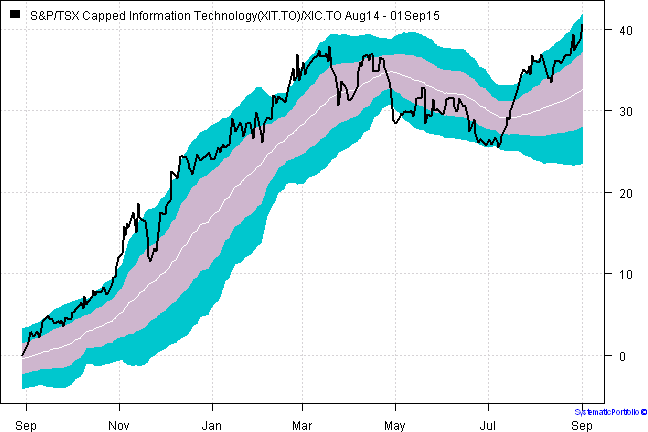 S&P/TSX Capped Information Technology(XIT.TO)/XIC.TO Aug14 - 01Sep15
40
30
20
10
0
Sep Nov Jan Mar May Jul Sep
SystematicPortfolio ©